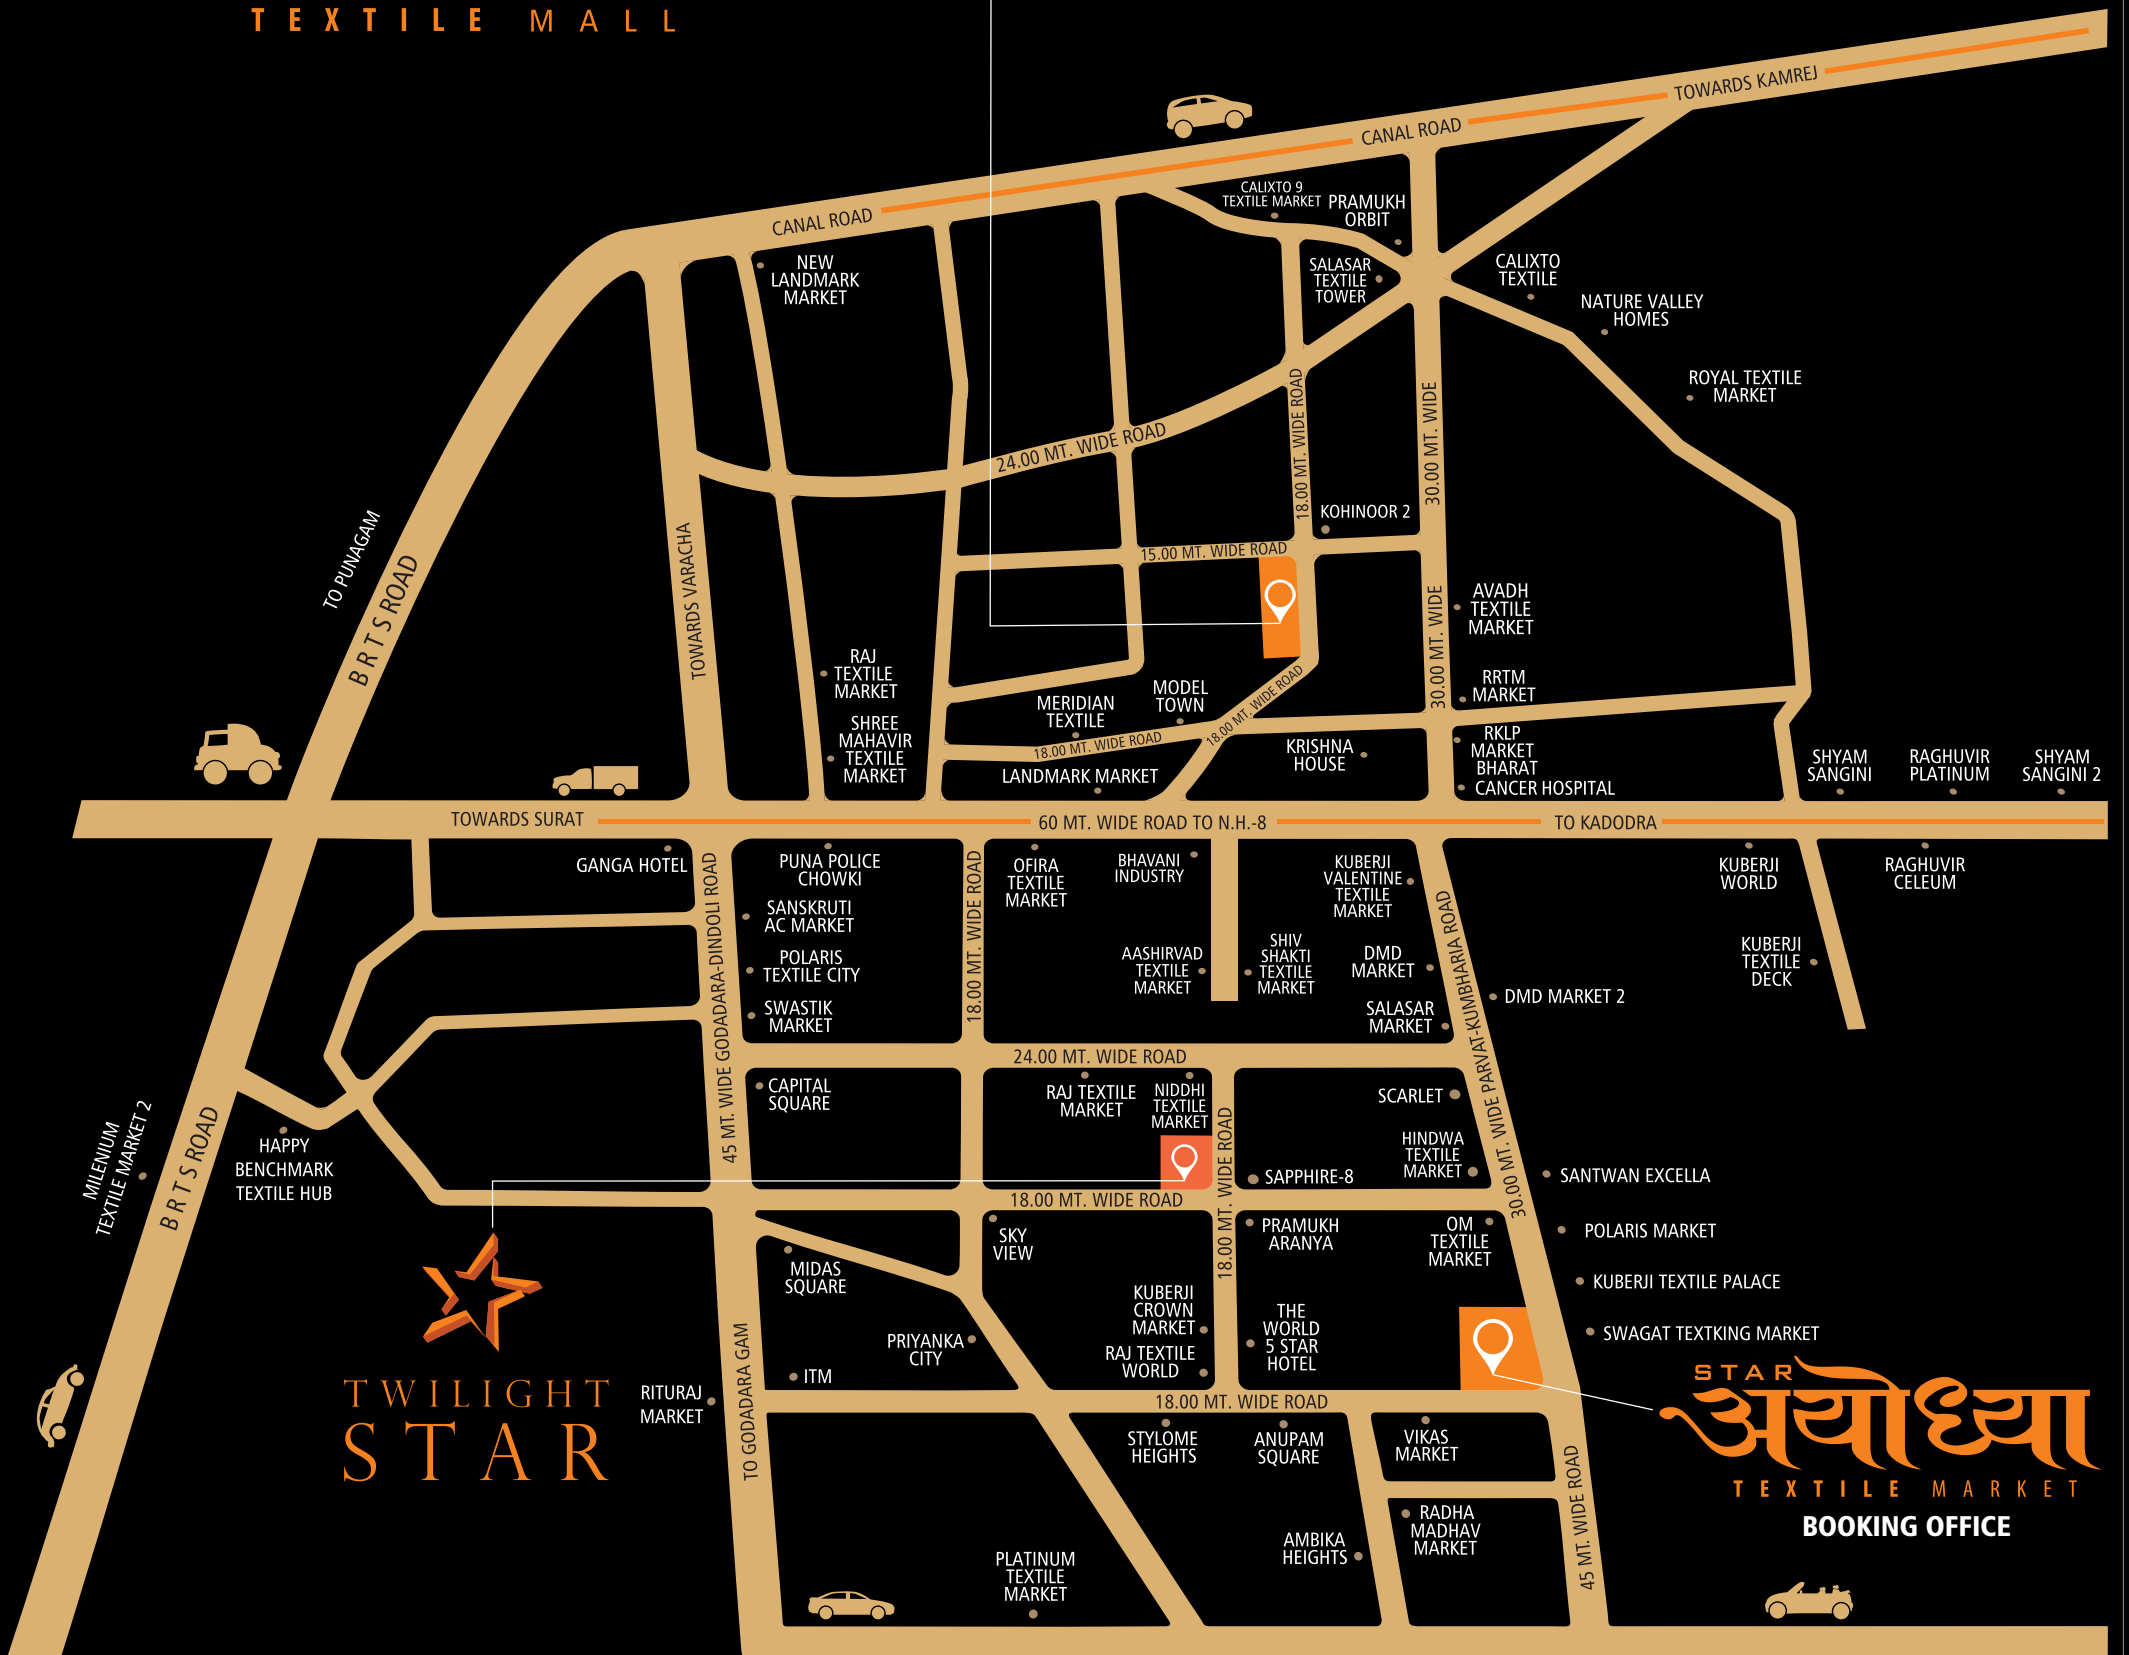 TEXTILE MALL
TOWARDS KAMREJ
CANAL ROAD
CANAL ROAD
CALIXTO 9
TEXTILE MARKET
PRAMUKH
ORBIT
NEW
LANDMARK
MARKET
SALASAR
TEXTILE
TOWER
CALIXTO
TEXTILE
NATURE VALLEY
HOMES
ROYAL TEXTILE
MARKET
24.00 MT. WIDE ROAD
18.00 MT. WIDE ROAD
30.00 MT. WIDE
KOHINOOR 2
15.00 MT. WIDE ROAD
TO PUNAGAM
BRTS ROAD
TOWARDS VARACHA
30.00 MT. WIDE
AVADH
TEXTILE
MARKET
RAJ
TEXTILE
MARKET
SHREE
MAHAVIR
TEXTILE
MARKET
MERIDIAN
TEXTILE
MODEL
TOWN
18.00 MT. WIDE ROAD
18.00 MT. WIDE ROAD
LANDMARK MARKET
KRISHNA
HOUSE
RRTM
MARKET
RKLP
MARKET
BHARAT
CANCER HOSPITAL
SHYAM
SANGINI
RAGHUVIR
PLATINUM
SHYAM
SANGINI 2
TOWARDS SURAT
60 MT. WIDE ROAD TO N.H.-8
TO KADODRA
GANGA HOTEL
45 MT. WIDE GODADARA-DINDOLI ROAD
PUNA POLICE
CHOWKI
SANSKRUTI
AC MARKET
POLARIS
TEXTILE CITY
SWASTIK
MARKET
18.00 MT. WIDE ROAD
OFIRA
TEXTILE
MARKET
BHAVANI
INDUSTRY
AASHIRVAD
TEXTILE
MARKET
SHIV
SHAKTI
TEXTILE
MARKET
KUBERJI
VALENTINE
TEXTILE
MARKET
DMD
MARKET
SALASAR
MARKET
30.00 MT. WIDE PARVAT-KUMBHARIA ROAD
DMD MARKET 2
KUBERJI
WORLD
RAGHUVIR
CELEUM
KUBERJI
TEXTILE
DECK
24.00 MT. WIDE ROAD
CAPITAL
SQUARE
RAJ TEXTILE
MARKET
NIDDHI
TEXTILE
MARKET
18.00 MT. WIDE ROAD
SCARLET
HINDWA
TEXTILE
MARKET
SAPPHIRE-8
SANTWAN EXCELLA
MILENIUM
TEXTILE MARKET 2
BRTS ROAD
HAPPY
BENCHMARK
TEXTILE HUB
18.00 MT. WIDE ROAD
SKY
VIEW
PRAMUKH
ARANYA
OM
TEXTILE
MARKET
POLARIS MARKET
KUBERJI TEXTILE PALACE
SWAGAT TEXTKING MARKET
MIDAS
SQUARE
PRIYANKA
CITY
ITM
KUBERJI
CROWN
MARKET
RAJ TEXTILE
WORLD
THE
WORLD
5 STAR
HOTEL
TWILIGHT
STAR
RITURAJ
MARKET
TO GODADARA GAM
18.00 MT. WIDE ROAD
STYLOME
HEIGHTS
ANUPAM
SQUARE
VIKAS
MARKET
45 MT. WIDE ROAD
RADHA
MADHAV
MARKET
AMBIKA
HEIGHTS
PLATINUM
TEXTILE
MARKET
STAR
अयोध्या
TEXTILE MARKET
BOOKING OFFICE